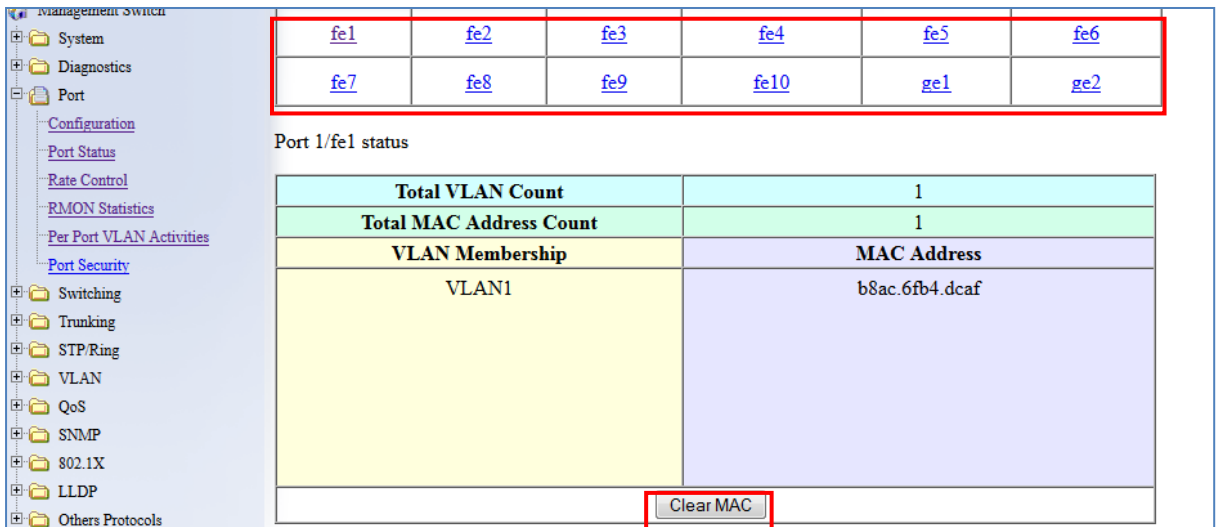 Management Switch
System
Diagnostics
Port
Configuration
Port Status
Rate Control
RMON Statistics
Per Port VLAN Activities
Port Security
Switching
Trunking
STP/Ring
VLAN
QoS
SNMP
802.1X
LLDP
Others Protocols
fe1 fe2 fe3 fe4 fe5 fe6
fe7 fe8 fe9 fe10 ge1 ge2
Port 1/fe1 status
Total VLAN Count 1
Total MAC Address Count 1
VLAN Membership MAC Address
VLAN1 b8ac.6fb4.dcaf
Clear MAC